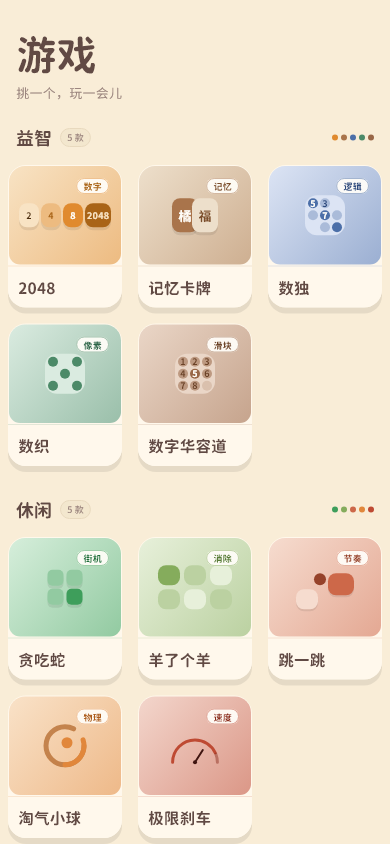 游戏
挑一个，玩一会儿
益智 5 款
数字
2 4 8 2048
2048
记忆
橘 福
记忆卡牌
逻辑
5 3
7
数独
像素
数织
滑块
1 2 3
4 5 6
7 8
数字华容道
休闲 5 款
街机
贪吃蛇
消除
羊了个羊
节奏
跳一跳
物理
淘气小球
速度
极限刹车